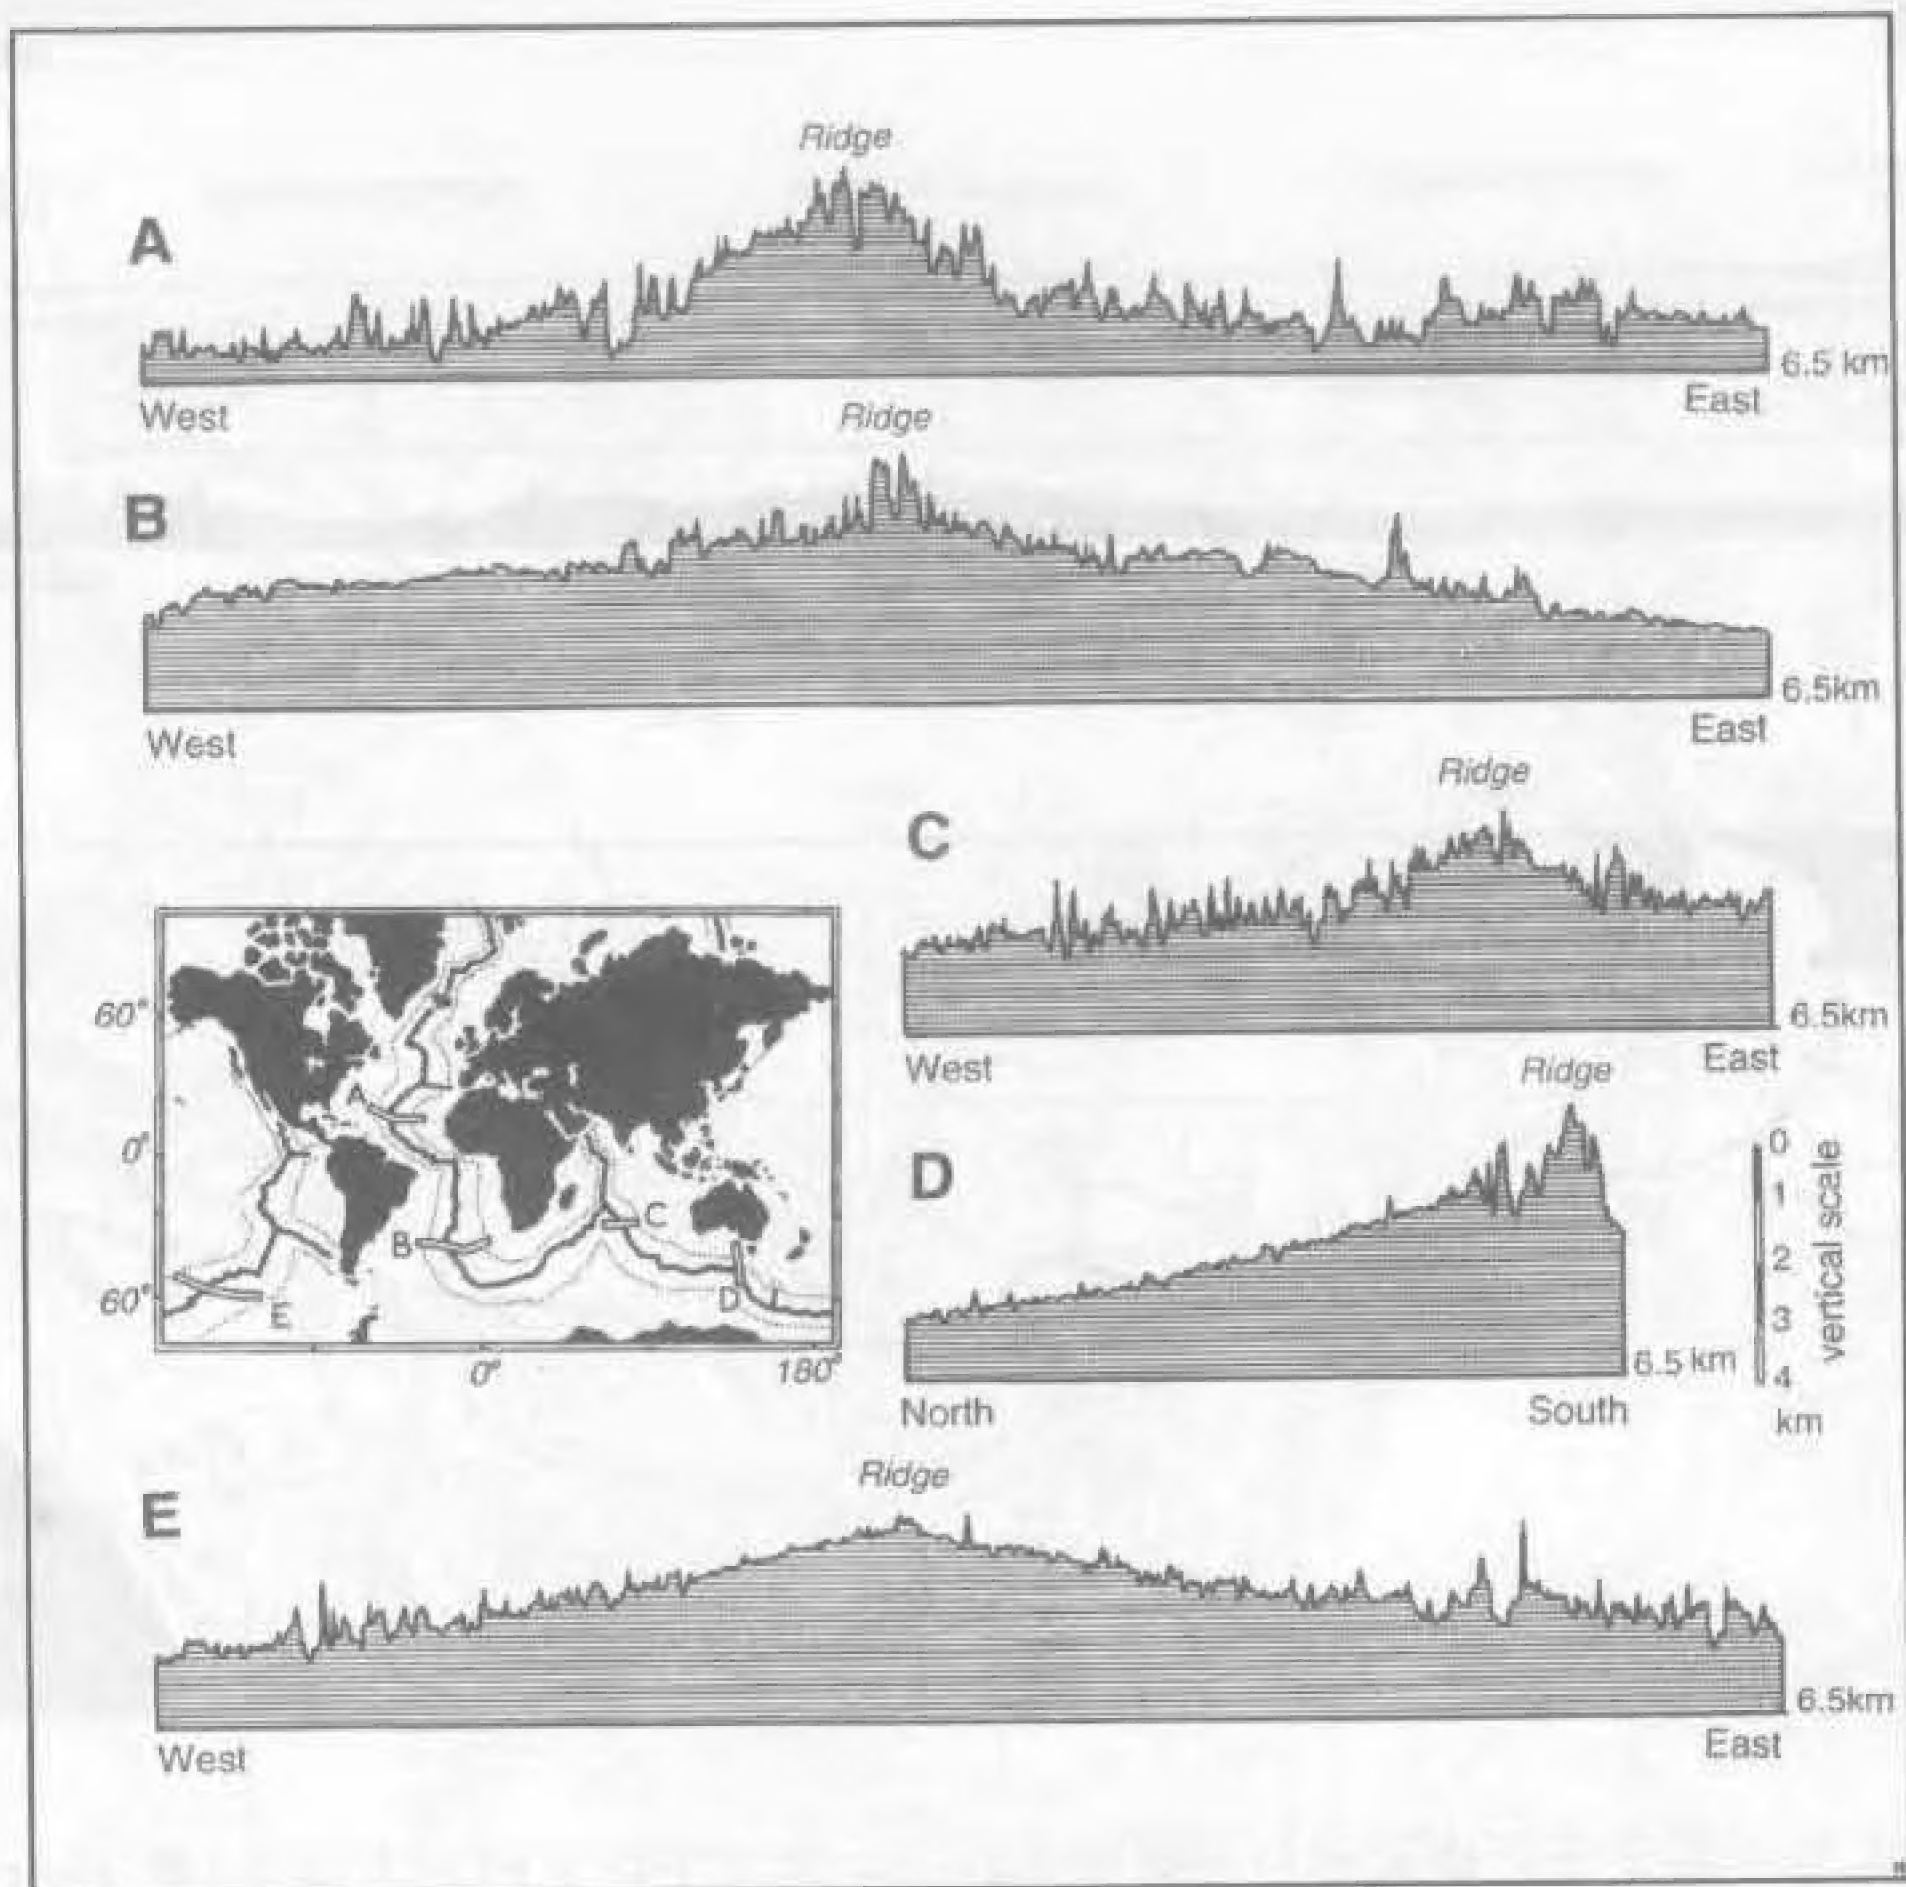 Ridge
A
6.5 km
West
East
Ridge
B
6.5km
West
East
Ridge
C
6.5km
West
East
Ridge
D
6.5 km
North
South
0
1
2
3
4
km
vertical scale
60°
0°
60°
0°
180°
A
B
C
D
E
Ridge
E
6.5km
West
East